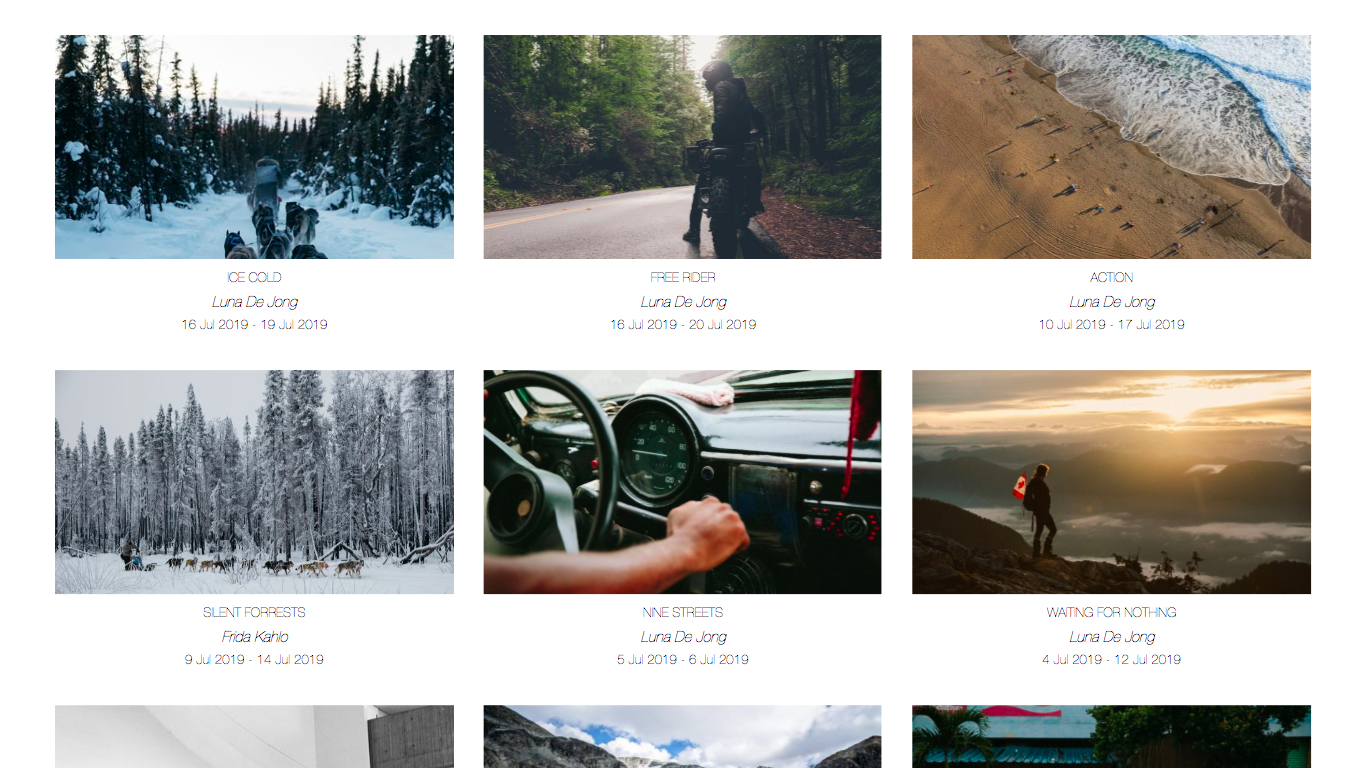 ICE COLD
Luna De Jong
16 Jul 2019 - 19 Jul 2019
FREE RIDER
Luna De Jong
16 Jul 2019 - 20 Jul 2019
ACTION
Luna De Jong
10 Jul 2019 - 17 Jul 2019
SILENT FORRESTS
Frida Kahlo
9 Jul 2019 - 14 Jul 2019
NINE STREETS
Luna De Jong
5 Jul 2019 - 6 Jul 2019
WAITING FOR NOTHING
Luna De Jong
4 Jul 2019 - 12 Jul 2019